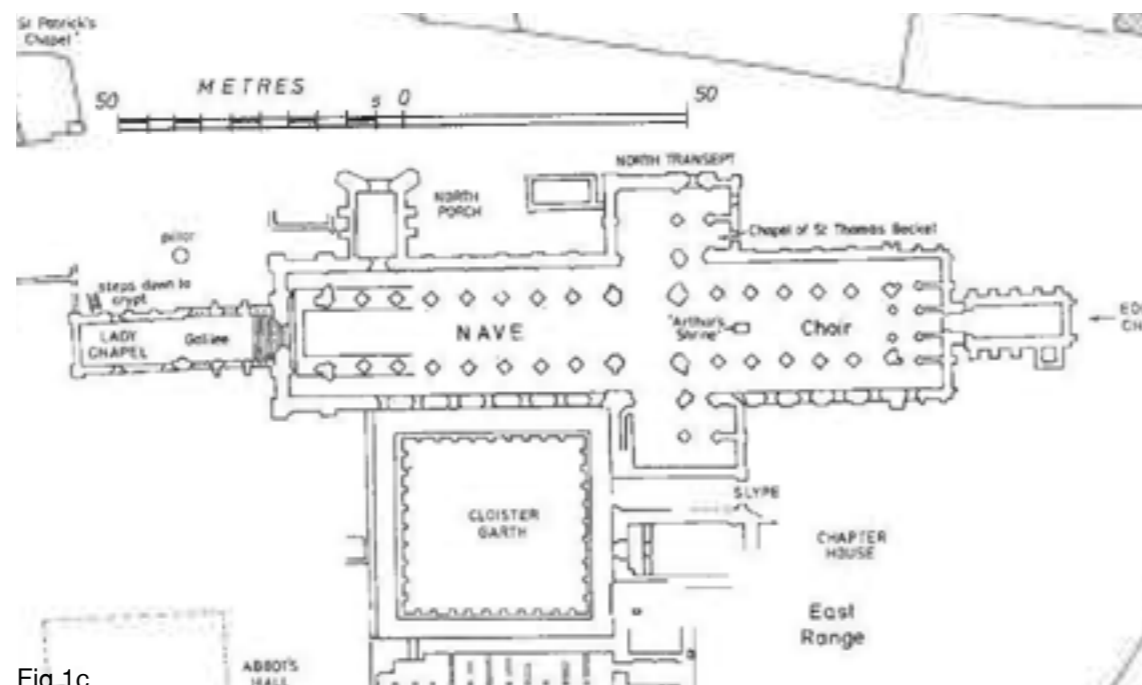 St Patrick's
Chapel
METRES
50
5 0
50
NORTH TRANSEPT
NORTH
PORCH
pillar
Chapel of St Thomas Becket
steps down to
crypt
LADY
CHAPEL
Galilee
NAVE
"Arthur's
Shrine"
Choir
SLYPE
CLOISTER
GARTH
CHAPTER
HOUSE
East
Range
ABBOT'S
HALL
Fig.1c